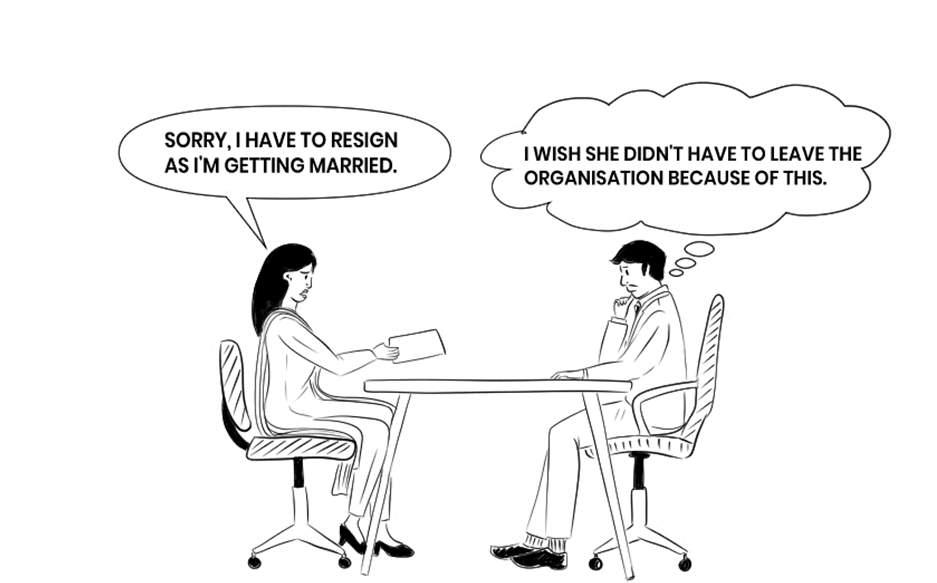 SORRY, I HAVE TO RESIGN
AS I'M GETTING MARRIED.
I WISH SHE DIDN'T HAVE TO LEAVE THE
ORGANISATION BECAUSE OF THIS.